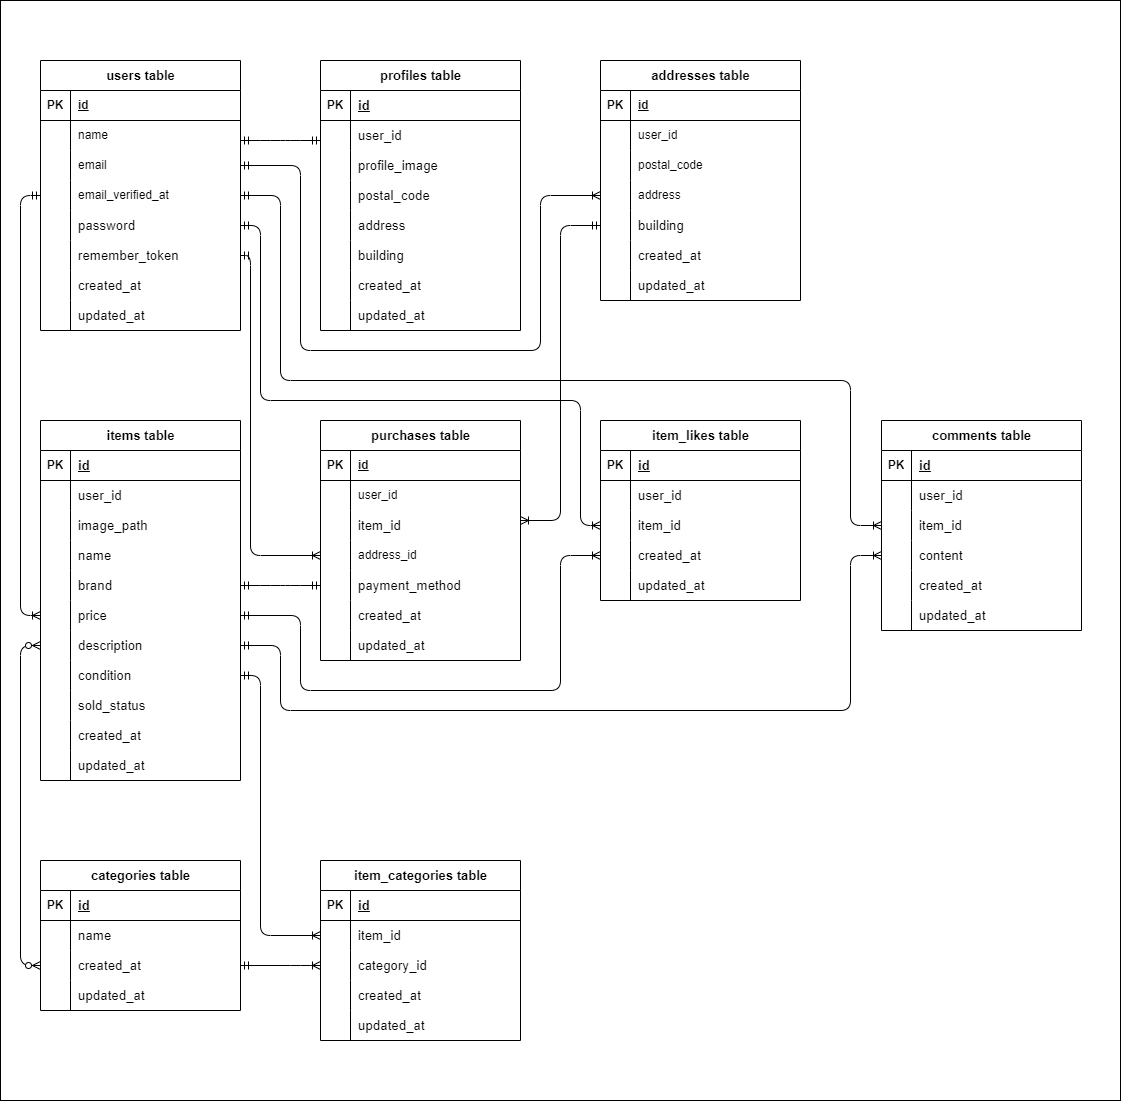 users table
PK id
name
email
email_verified_at
password
remember_token
created_at
updated_at
profiles table
PK id
user_id
profile_image
postal_code
address
building
created_at
updated_at
addresses table
PK id
user_id
postal_code
address
building
created_at
updated_at
items table
PK id
user_id
image_path
name
brand
price
description
condition
sold_status
created_at
updated_at
purchases table
PK id
user_id
item_id
address_id
payment_method
created_at
updated_at
item_likes table
PK id
user_id
item_id
created_at
updated_at
comments table
PK id
user_id
item_id
content
created_at
updated_at
categories table
PK id
name
created_at
updated_at
item_categories table
PK id
item_id
category_id
created_at
updated_at